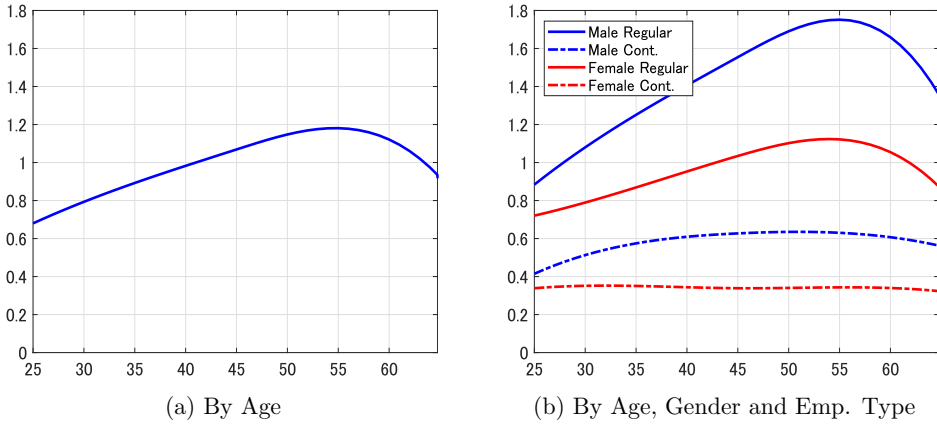 1.8
1.6
1.4
1.2
1
0.8
0.6
0.4
0.2
0
25 30 35 40 45 50 55 60
(a) By Age
1.8
1.6
1.4
1.2
1
0.8
0.6
0.4
0.2
0
Male Regular
Male Cont.
Female Regular
Female Cont.
25 30 35 40 45 50 55 60
(b) By Age, Gender and Emp. Type